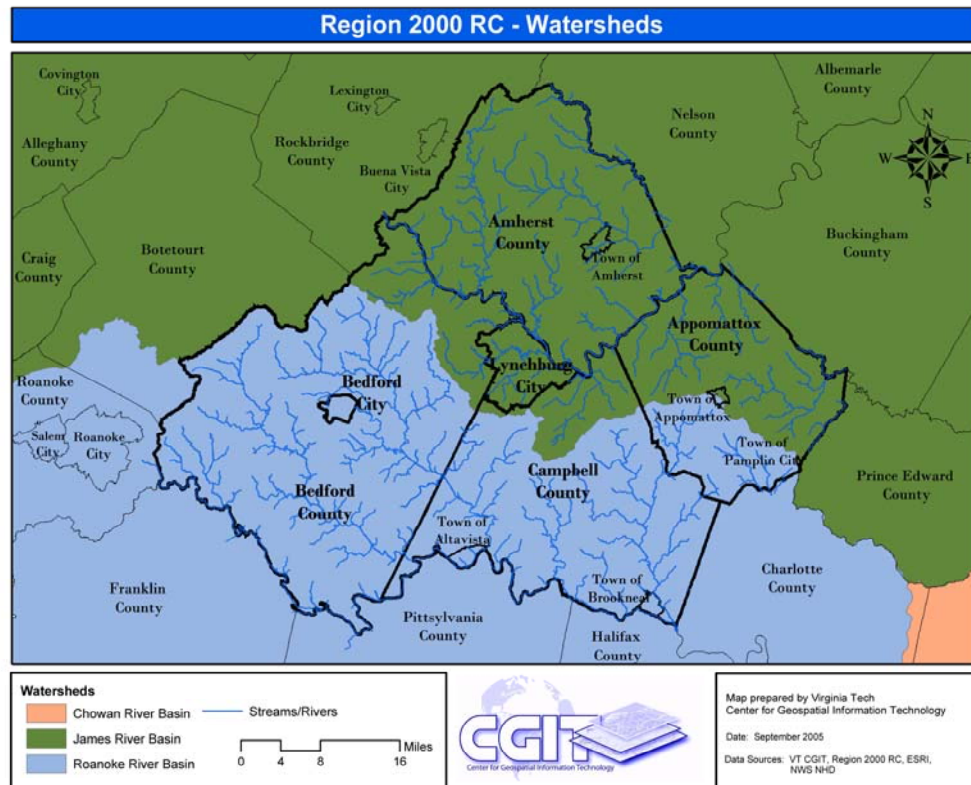 Region 2000 RC - Watersheds
Covington
City
Lexington
City
Albemarle
County
Nelson
County
Alleghany
County
Rockbridge
County
Buena Vista
City
N
W
E
S
Amherst
County
Town of
Amherst
Buckingham
County
Craig
County
Botetourt
County
Appomattox
County
Lynchburg
City
Roanoke
County
Bedford
City
Town of
Appomattox
Salem
City
Roanoke
City
Town of
Pamplin City
Campbell
County
Prince Edward
County
Bedford
County
Town of
Altavista
Charlotte
County
Franklin
County
Town of
Brookneal
Pittsylvania
County
Halifax
County
Watersheds
Chowan River Basin
Streams/Rivers
James River Basin
Roanoke River Basin
Miles
0 4 8 16
CGIT
Center for Geospatial Information Technology
Map prepared by Virginia Tech
Center for Geospatial Information Technology
Date: September 2005
Data Sources: VT CGIT, Region 2000 RC, ESRI,
NWS NHD